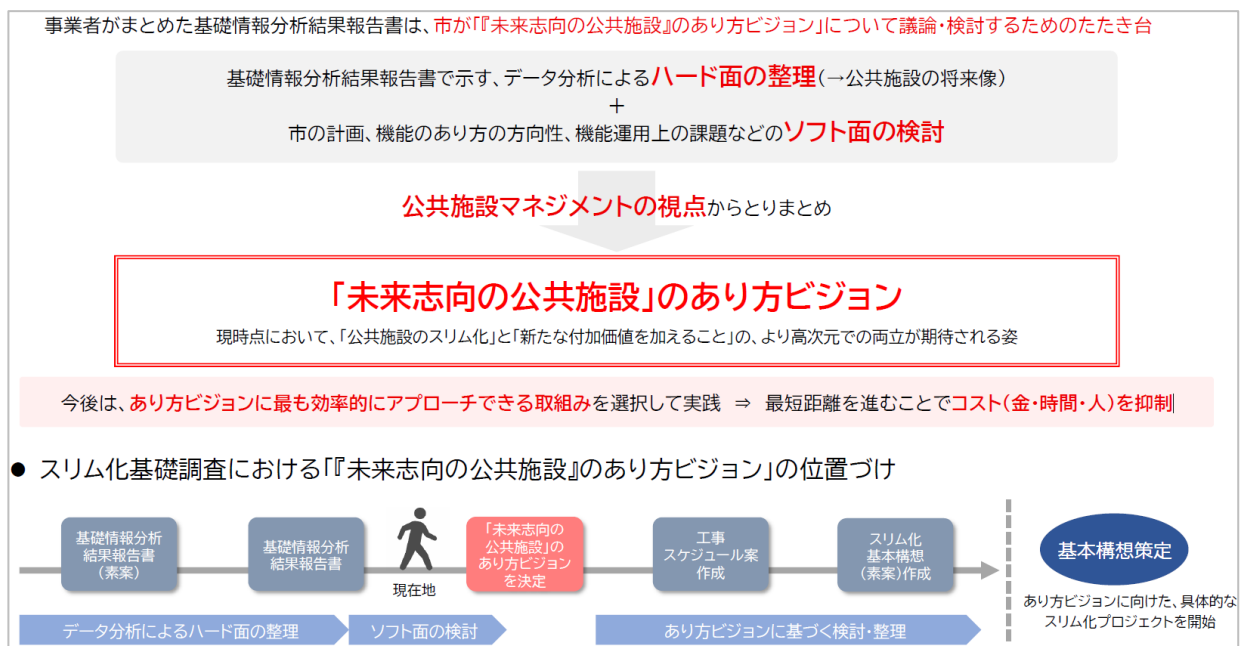 事業者がまとめた基礎情報分析結果報告書は、市が「『未来志向の公共施設』のあり方ビジョン」について議論・検討するためのたたき台
基礎情報分析結果報告書で示す、データ分析によるハード面の整理(→公共施設の将来像)
+
市の計画、機能のあり方の方向性、機能運用上の課題などのソフト面の検討
公共施設マネジメントの視点からとりまとめ
「未来志向の公共施設」のあり方ビジョン
現時点において、「公共施設のスリム化」と「新たな付加価値を加えること」の、より高次元での両立が期待される姿
今後は、あり方ビジョンに最も効率的にアプローチできる取組みを選択して実践 ⇒ 最短距離を進むことでコスト(金・時間・人)を抑制
● スリム化基礎調査における「『未来志向の公共施設』のあり方ビジョン」の位置づけ
基礎情報分析
結果報告書
(素案)
基礎情報分析
結果報告書
現在地
「未来志向の
公共施設」の
あり方ビジョン
を決定
工事
スケジュール案
作成
スリム化
基本構想
(素案)作成
基本構想策定
あり方ビジョンに向けた、具体的な
スリム化プロジェクトを開始
データ分析によるハード面の整理
ソフト面の検討
あり方ビジョンに基づく検討・整理